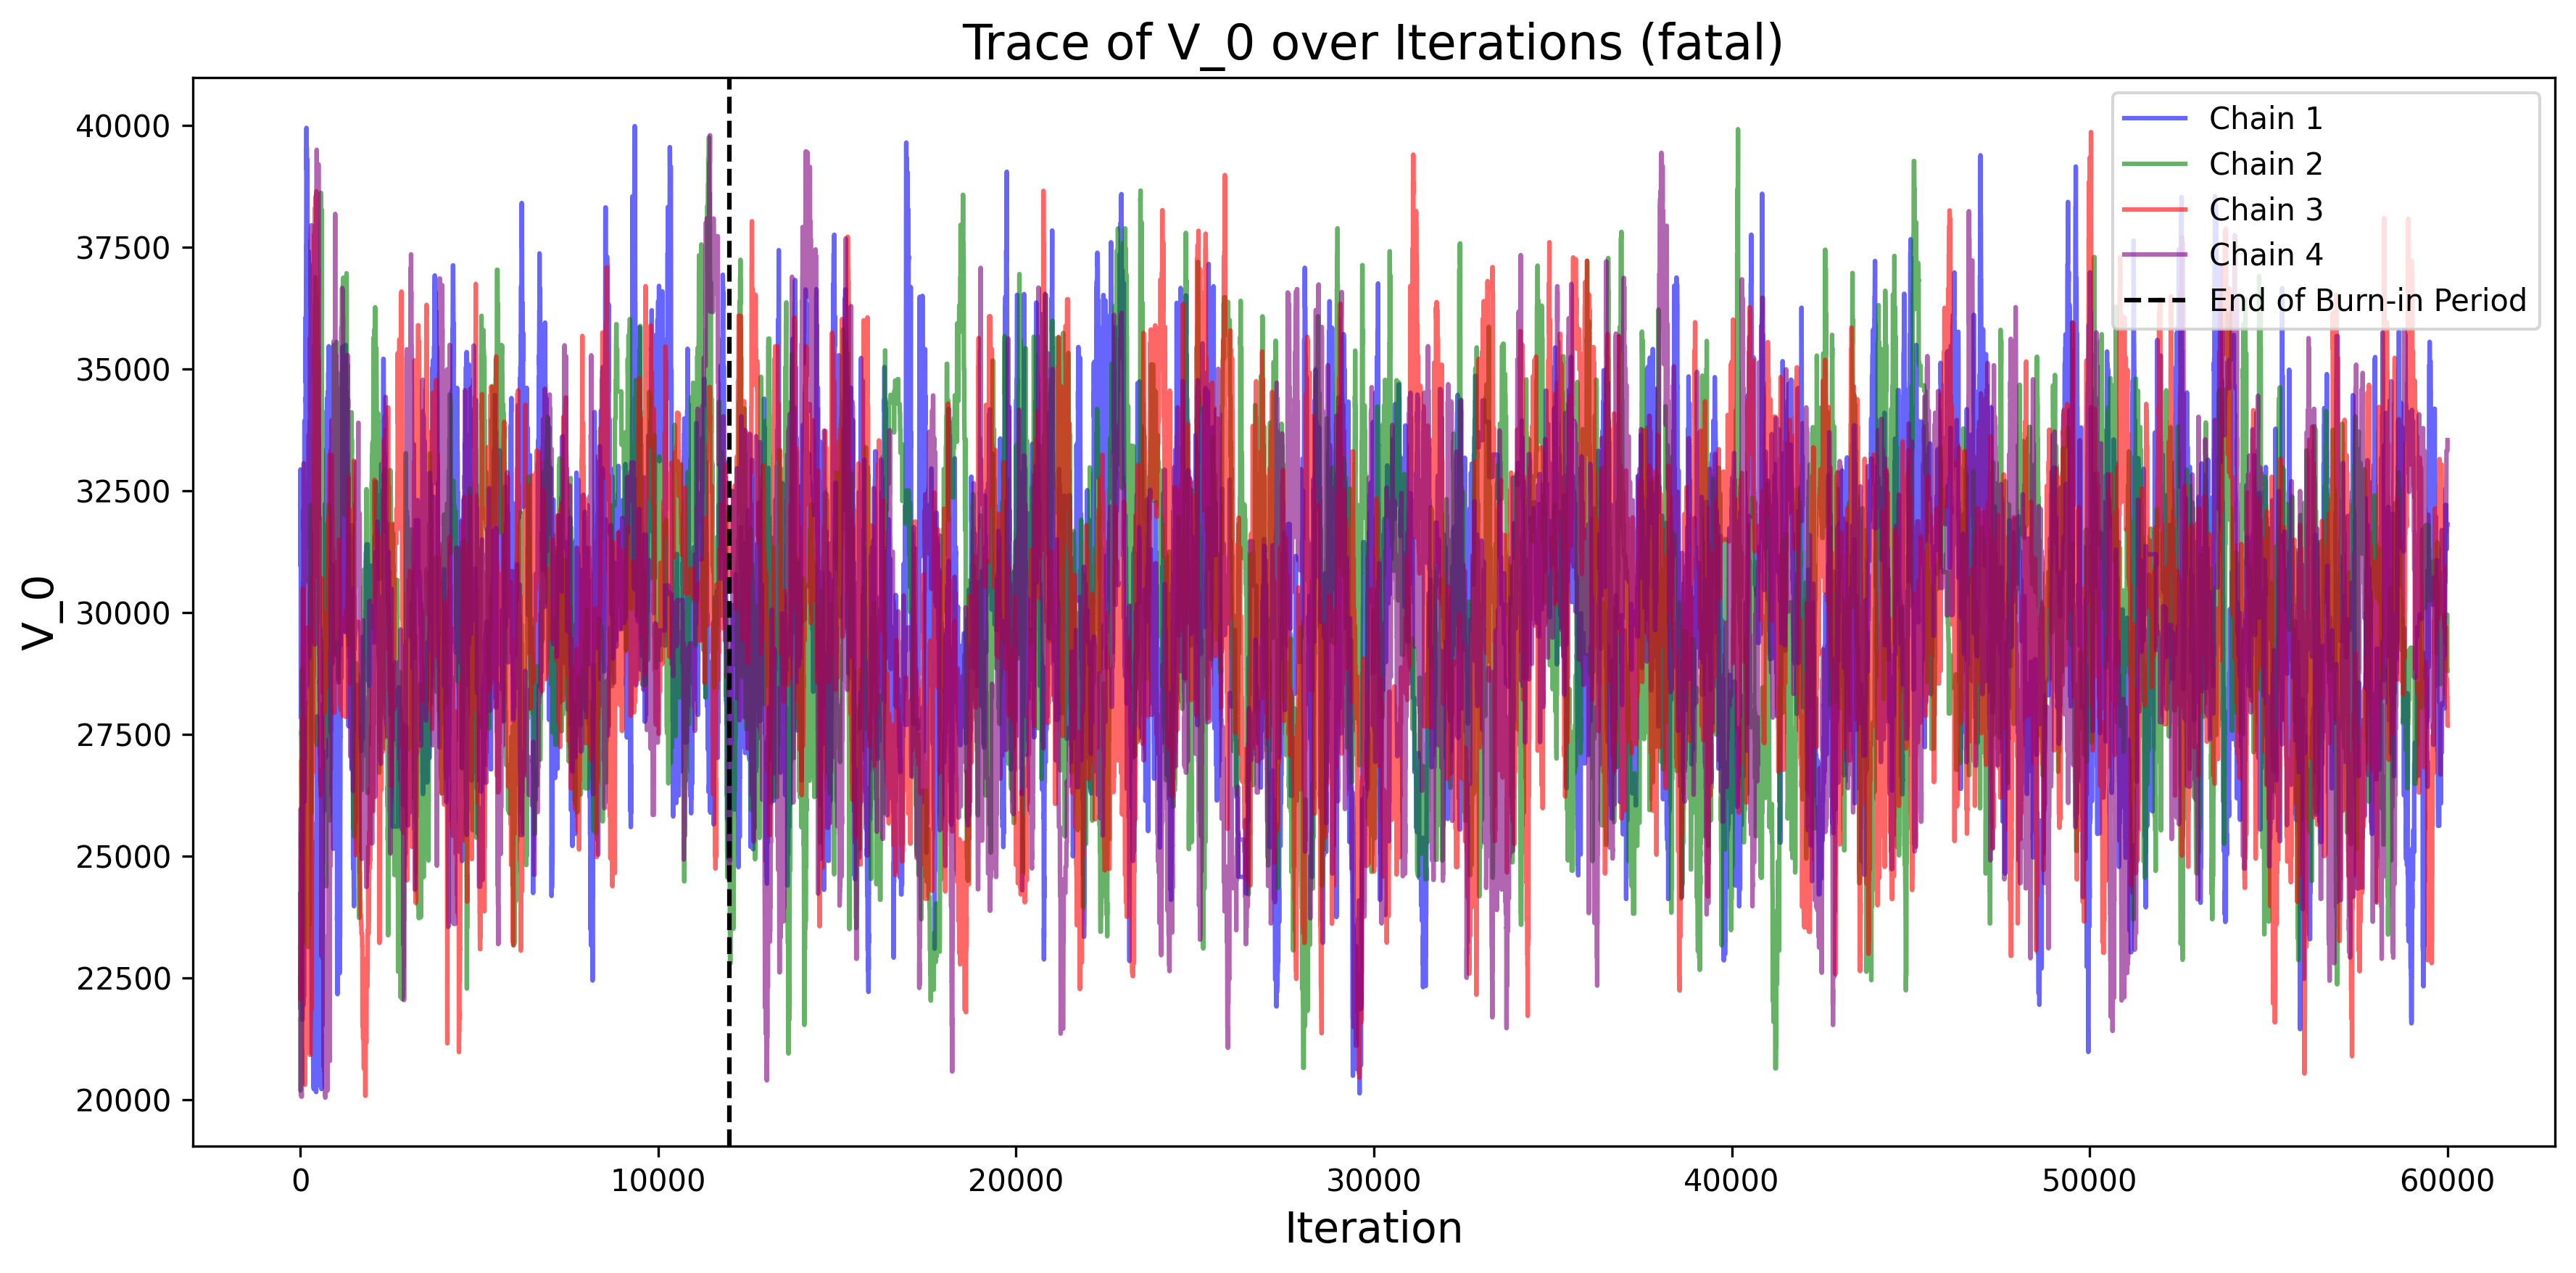 Trace of V_0 over Iterations (fatal)
40000
37500
35000
32500
30000
27500
25000
22500
20000
V_0
Chain 1
Chain 2
Chain 3
Chain 4
End of Burn-in Period
0
10000
20000
30000
40000
50000
60000
Iteration